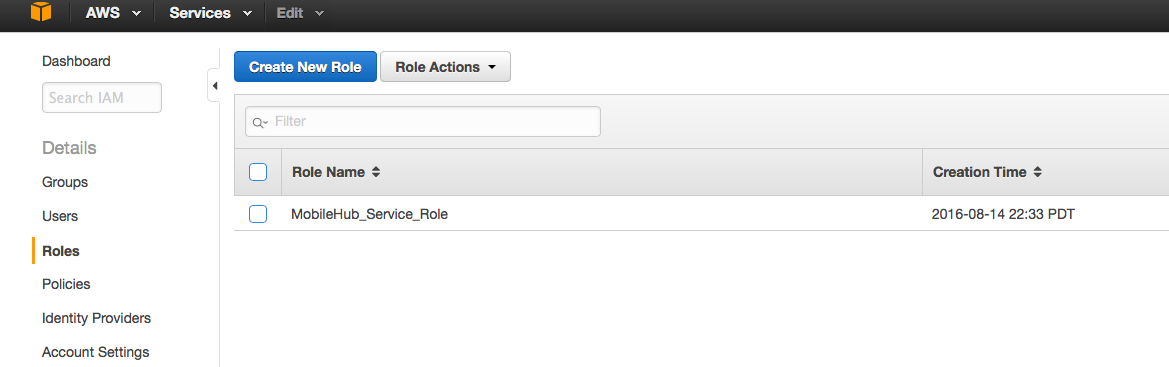 AWS Services Edit
Dashboard
Search IAM
Details
Groups
Users
Roles
Policies
Identity Providers
Account Settings
Create New Role Role Actions
Filter
Role Name Creation Time
MobileHub_Service_Role 2016-08-14 22:33 PDT